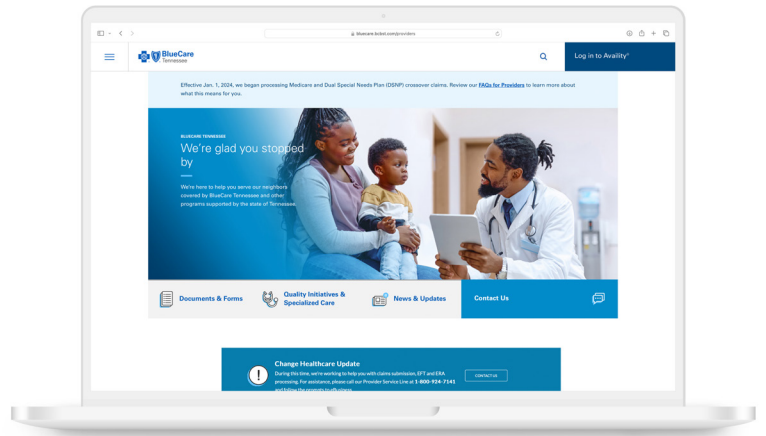 bluecare.bcbst.com/providers
BlueCare
Tennessee
Log in to Availity®
Effective Jan. 1, 2024, we began processing Medicare and Dual Special Needs Plan (DSNP) crossover claims. Review our FAQs for Providers to learn more about
what this means for you.
BLUECARE TENNESSEE
We're glad you stopped
by
We're here to help you serve our neighbors
covered by BlueCare Tennessee and other
programs supported by the state of Tennessee.
Documents & Forms
Quality Initiatives &
Specialized Care
News & Updates
Contact Us
Change Healthcare Update
During this time, we're working to help you with claims submission, EFT and ERA
processing. For assistance, please call our Provider Service Line at 1-800-924-7141
and follow the prompts to eBusiness
CONTACT US